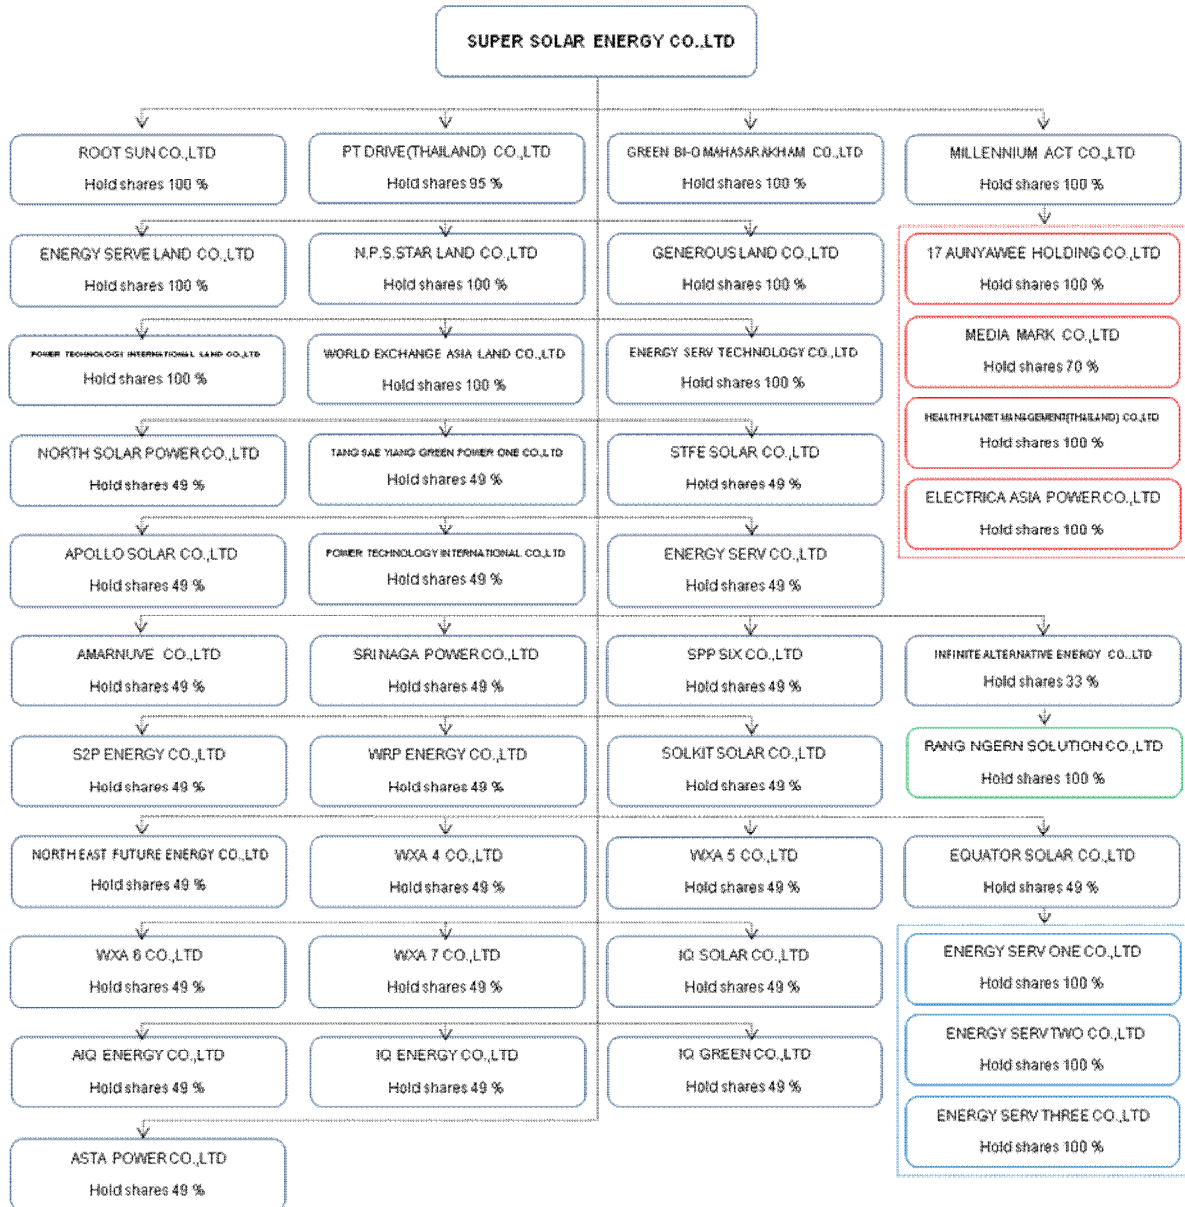 SUPER SOLAR ENERGY CO.,LTD
ROOT SUN CO.,LTD
Hold shares 100 %
PT DRIVE(THAILAND) CO.,LTD
Hold shares 95 %
GREEN BI-O MAHASARAKHAM CO.,LTD
Hold shares 100 %
MILLENNIUM ACT CO.,LTD
Hold shares 100 %
ENERGY SERVE LAND CO.,LTD
Hold shares 100 %
N.P.S.STAR LAND CO.,LTD
Hold shares 100 %
GENEROUS LAND CO.,LTD
Hold shares 100 %
17 AUNYAWEE HOLDING CO.,LTD
Hold shares 100 %
MEDIA MARK CO.,LTD
Hold shares 70 %
POWER TECHNOLOGY INTERNATIONAL LAND CO.,LTD
Hold shares 100 %
WORLD EXCHANGE ASIA LAND CO.,LTD
Hold shares 100 %
ENERGY SERV TECHNOLOGY CO.,LTD
Hold shares 100 %
HEALTH PLANET MANAGEMENT(THAILAND) CO.,LTD
Hold shares 100 %
NORTH SOLAR POWER CO.,LTD
Hold shares 49 %
TANG SAE YIANG GREEN POWER ONE CO.,LTD
Hold shares 49 %
STFE SOLAR CO.,LTD
Hold shares 49 %
ELECTRICA ASIA POWER CO.,LTD
Hold shares 100 %
APOLLO SOLAR CO.,LTD
Hold shares 49 %
POWER TECHNOLOGY INTERNATIONAL CO.,LTD
Hold shares 49 %
ENERGY SERV CO.,LTD
Hold shares 49 %
AMARNUVE CO.,LTD
Hold shares 49 %
SRI NAGA POWER CO.,LTD
Hold shares 49 %
SPP SIX CO.,LTD
Hold shares 49 %
INFINITE ALTERNATIVE ENERGY CO.,LTD
Hold shares 33 %
S2P ENERGY CO.,LTD
Hold shares 49 %
WRP ENERGY CO.,LTD
Hold shares 49 %
SOLKIT SOLAR CO.,LTD
Hold shares 49 %
RANG NGERN SOLUTION CO.,LTD
Hold shares 100 %
NORTH EAST FUTURE ENERGY CO.,LTD
Hold shares 49 %
WXA 4 CO.,LTD
Hold shares 49 %
WXA 5 CO.,LTD
Hold shares 49 %
EQUATOR SOLAR CO.,LTD
Hold shares 49 %
WXA 6 CO.,LTD
Hold shares 49 %
WXA 7 CO.,LTD
Hold shares 49 %
IQ SOLAR CO.,LTD
Hold shares 49 %
ENERGY SERV ONE CO.,LTD
Hold shares 100 %
AIQ ENERGY CO.,LTD
Hold shares 49 %
IQ ENERGY CO.,LTD
Hold shares 49 %
IQ GREEN CO.,LTD
Hold shares 49 %
ENERGY SERV TWO CO.,LTD
Hold shares 100 %
ENERGY SERV THREE CO.,LTD
Hold shares 100 %
ASTA POWER CO.,LTD
Hold shares 49 %